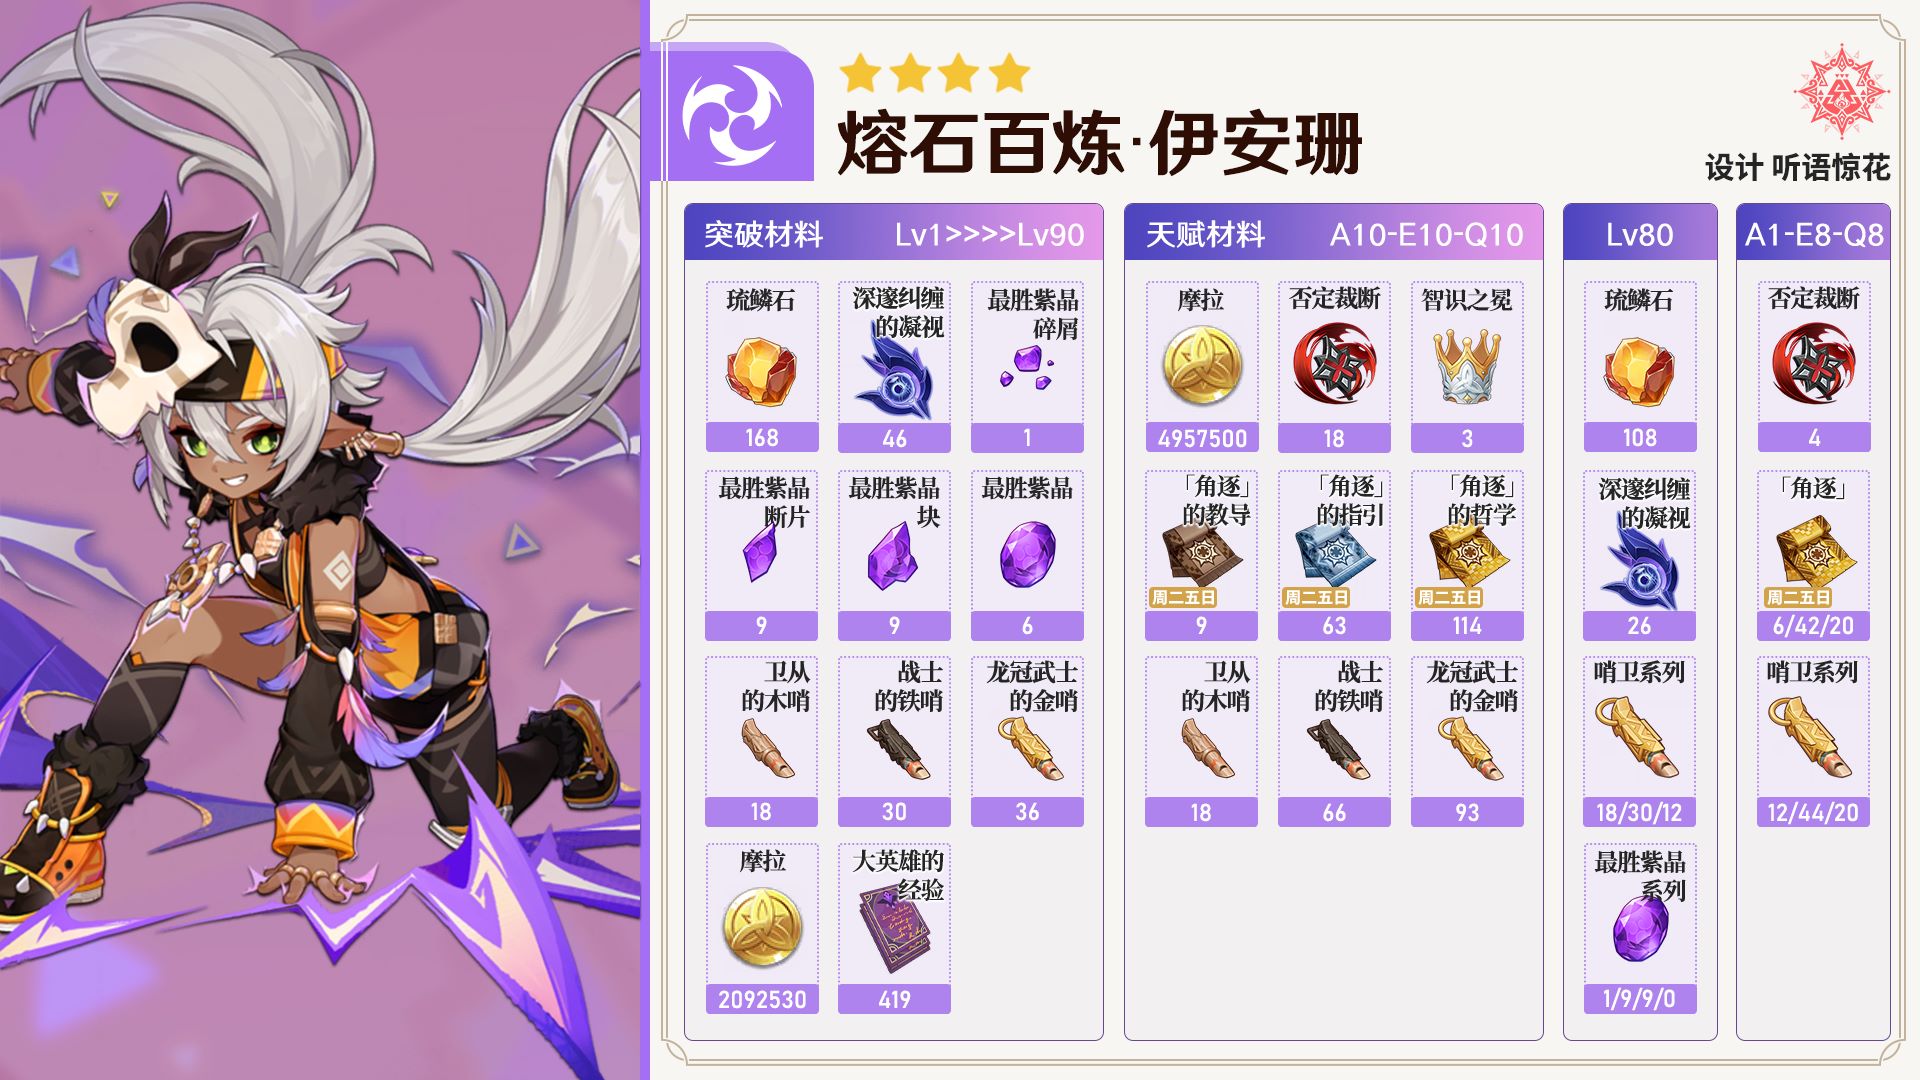 熔石百炼·伊安珊
设计 听语惊花
突破材料 Lv1>>>>Lv90
琉鳞石
168
深邃纠缠
的凝视
46
最胜紫晶
碎屑
1
最胜紫晶
断片
9
最胜紫晶
块
9
最胜紫晶
6
卫从
的木哨
18
战士
的铁哨
30
龙冠武士
的金哨
36
摩拉
2092530
大英雄的
经验
419
天赋材料 A10-E10-Q10
摩拉
4957500
否定裁断
18
智识之冕
3
「角逐」
的教导
周二五日
9
「角逐」
的指引
周二五日
63
「角逐」
的哲学
周二五日
114
卫从
的木哨
18
战士
的铁哨
66
龙冠武士
的金哨
93
Lv80
琉鳞石
108
深邃纠缠
的凝视
26
哨卫系列
18/30/12
最胜紫晶
系列
1/9/9/0
A1-E8-Q8
否定裁断
4
「角逐」
周二五日
6/42/20
哨卫系列
12/44/20